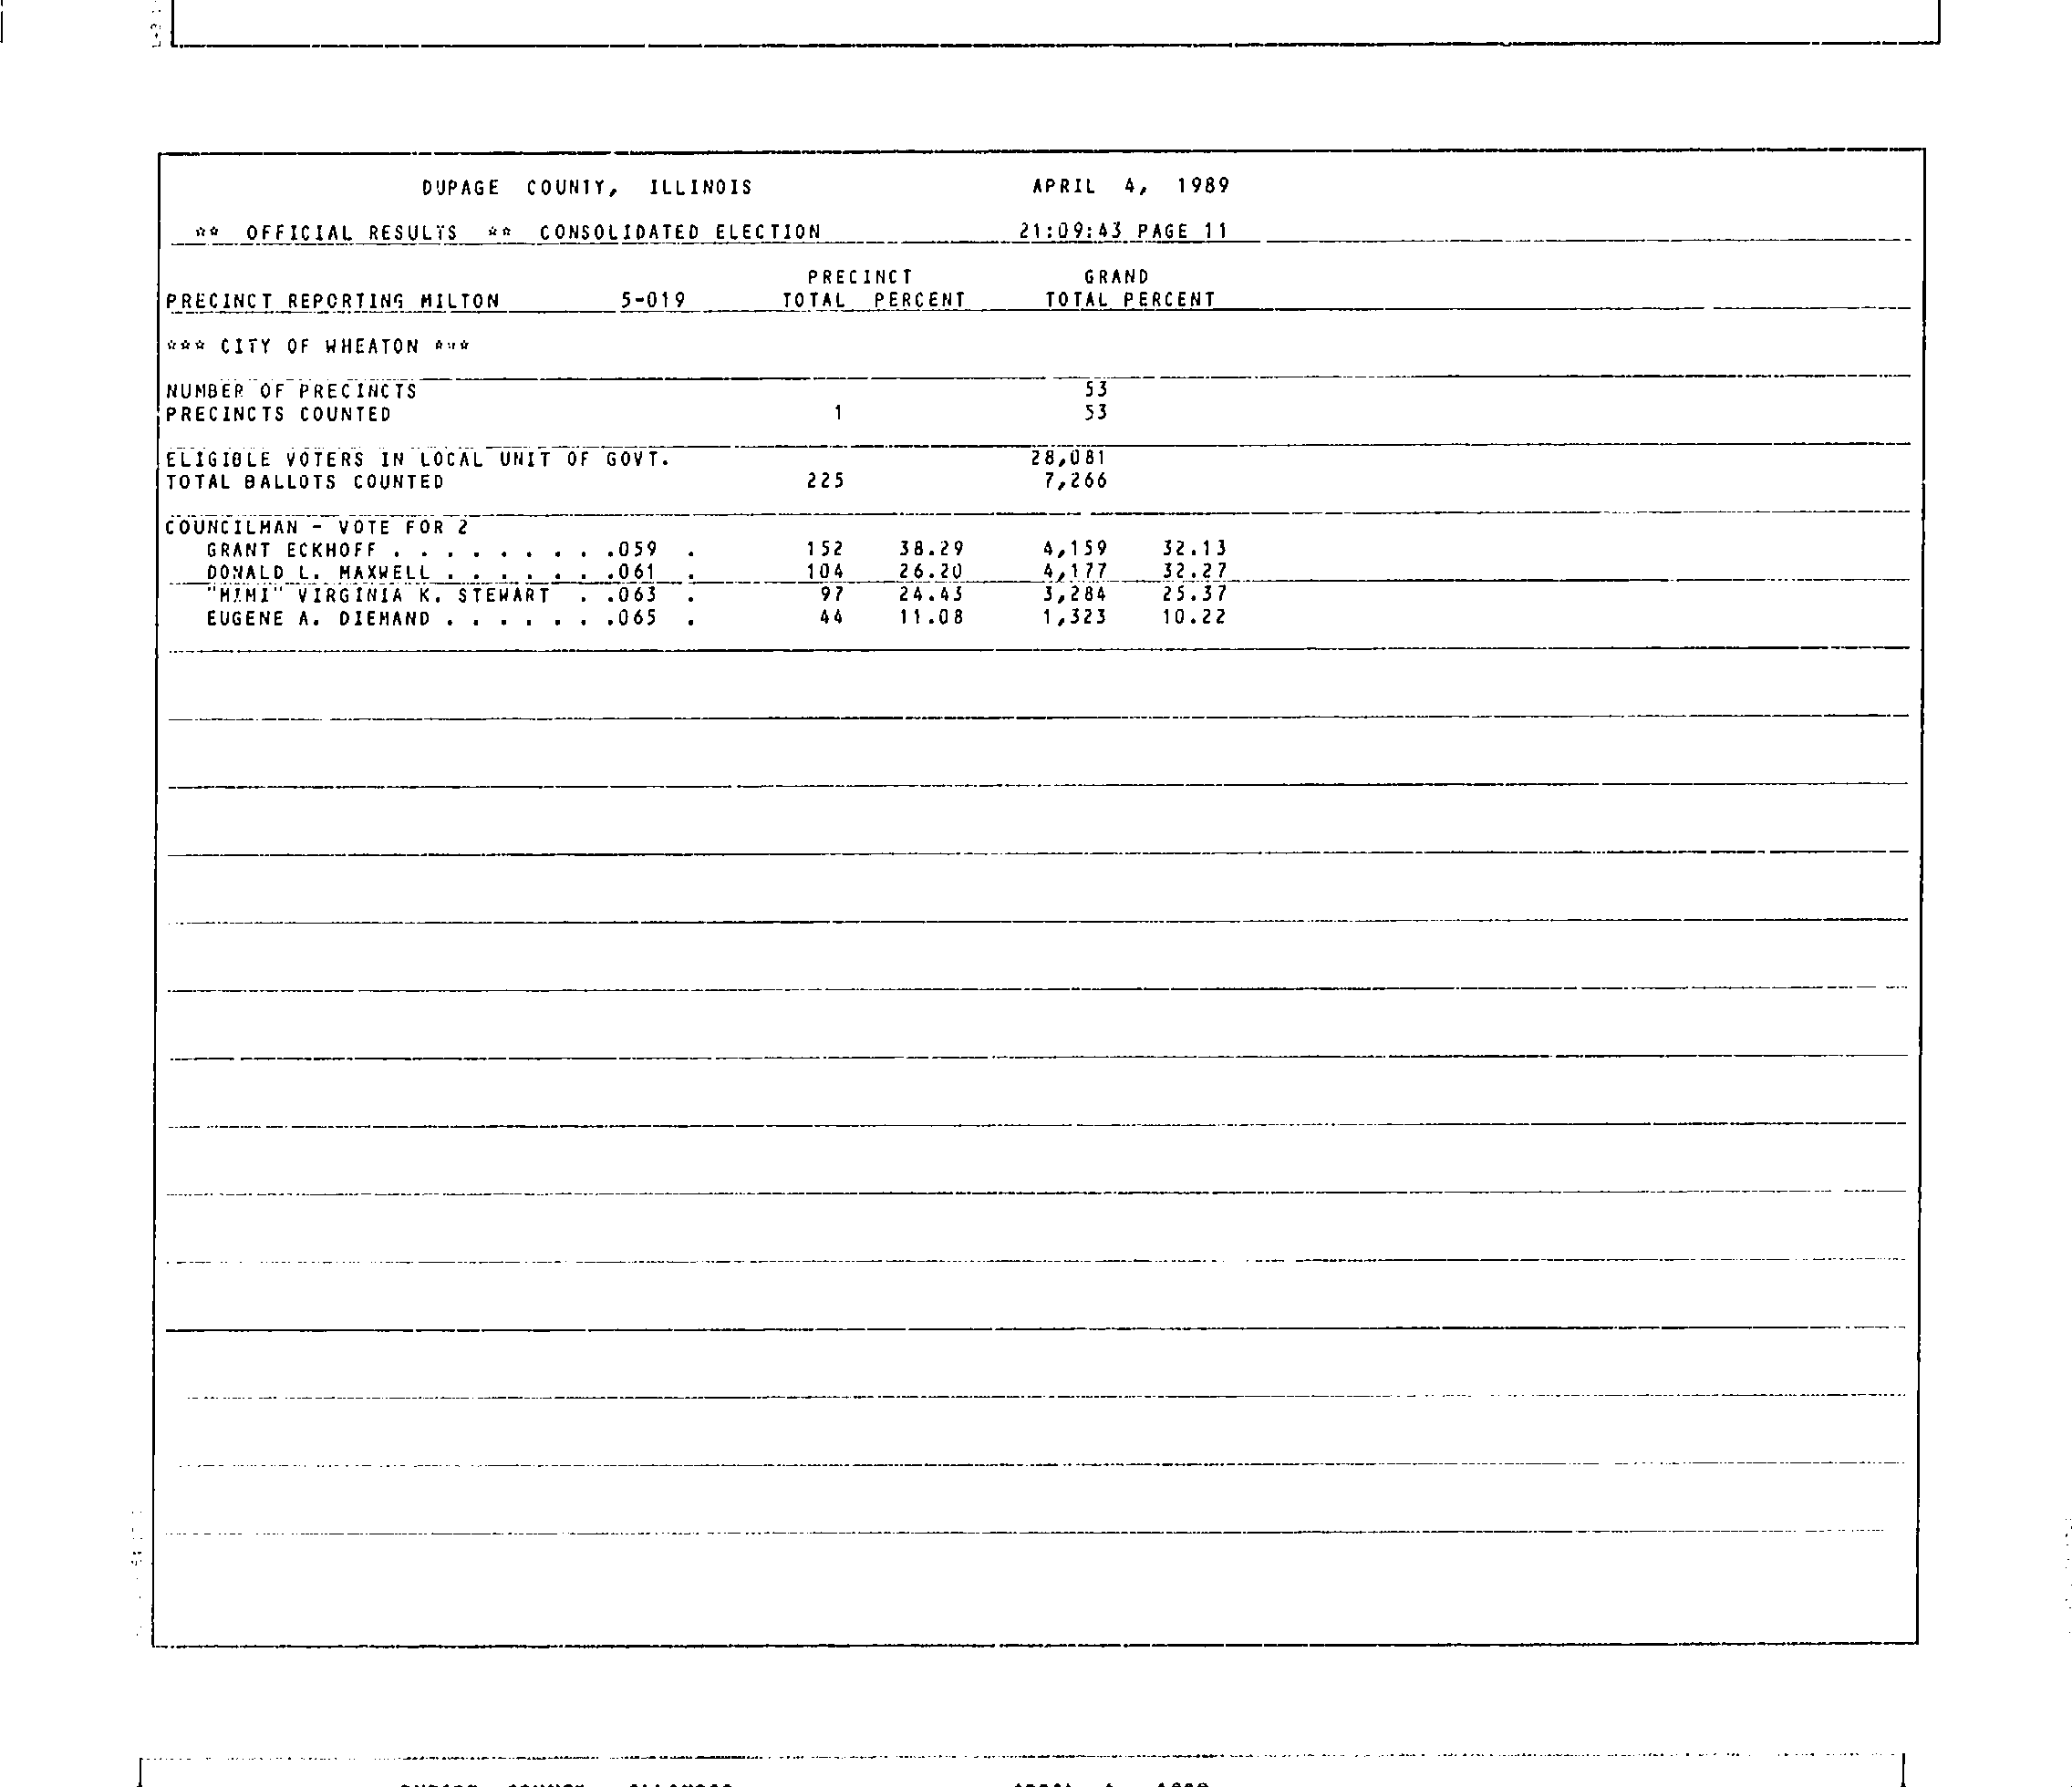 DUPAGE COUNTY, ILLINOIS APRIL 4, 1989
** OFFICIAL RESULTS ** CONSOLIDATED ELECTION 21:09:43 PAGE 11
PRECINCT GRAND
PRECINCT REPORTING MILTON 5-019 TOTAL PERCENT TOTAL PERCENT
*** CITY OF WHEATON ***
NUMBER OF PRECINCTS 53
PRECINCTS COUNTED 1 53
ELIGIBLE VOTERS IN LOCAL UNIT OF GOVT. 28,081
TOTAL BALLOTS COUNTED 225 7,266
COUNCILMAN - VOTE FOR 2
GRANT ECKHOFF . . . . . . . . .059 . 152 38.29 4,159 32.13
DONALD L. MAXWELL . . . . . . .061 . 104 26.20 4,177 32.27
"MIMI" VIRGINIA K. STEWART . .063 . 97 24.43 3,284 25.37
EUGENE A. DIEMAND . . . . . . .065 . 44 11.08 1,323 10.22